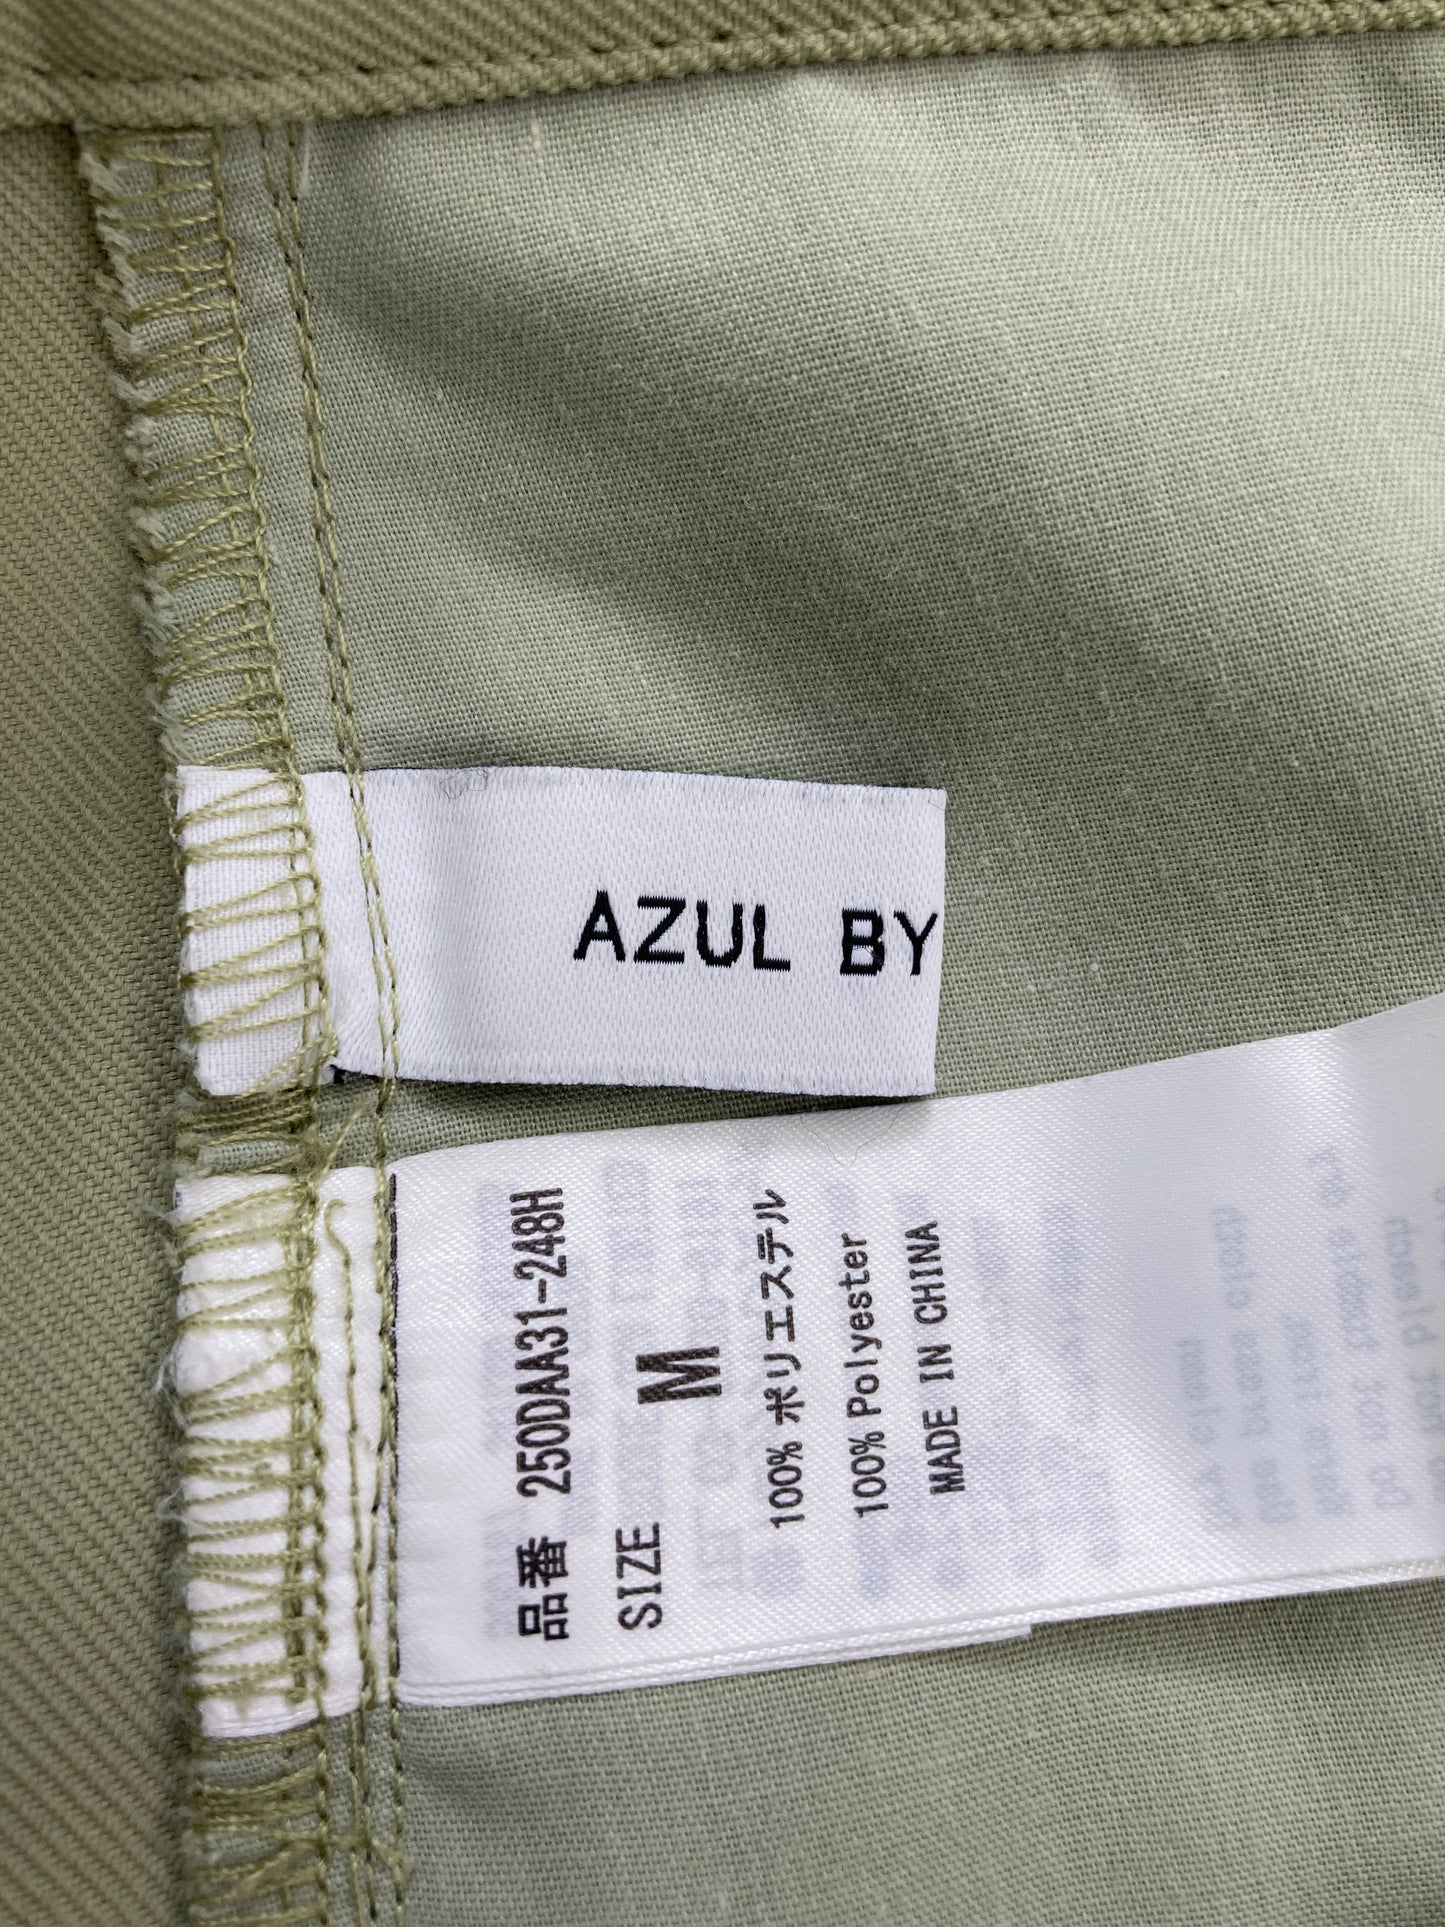 AZUL BY
品番 250DAA31-248H
SIZE M
100% ポリエステル
100% Polyester
MADE IN CHINA